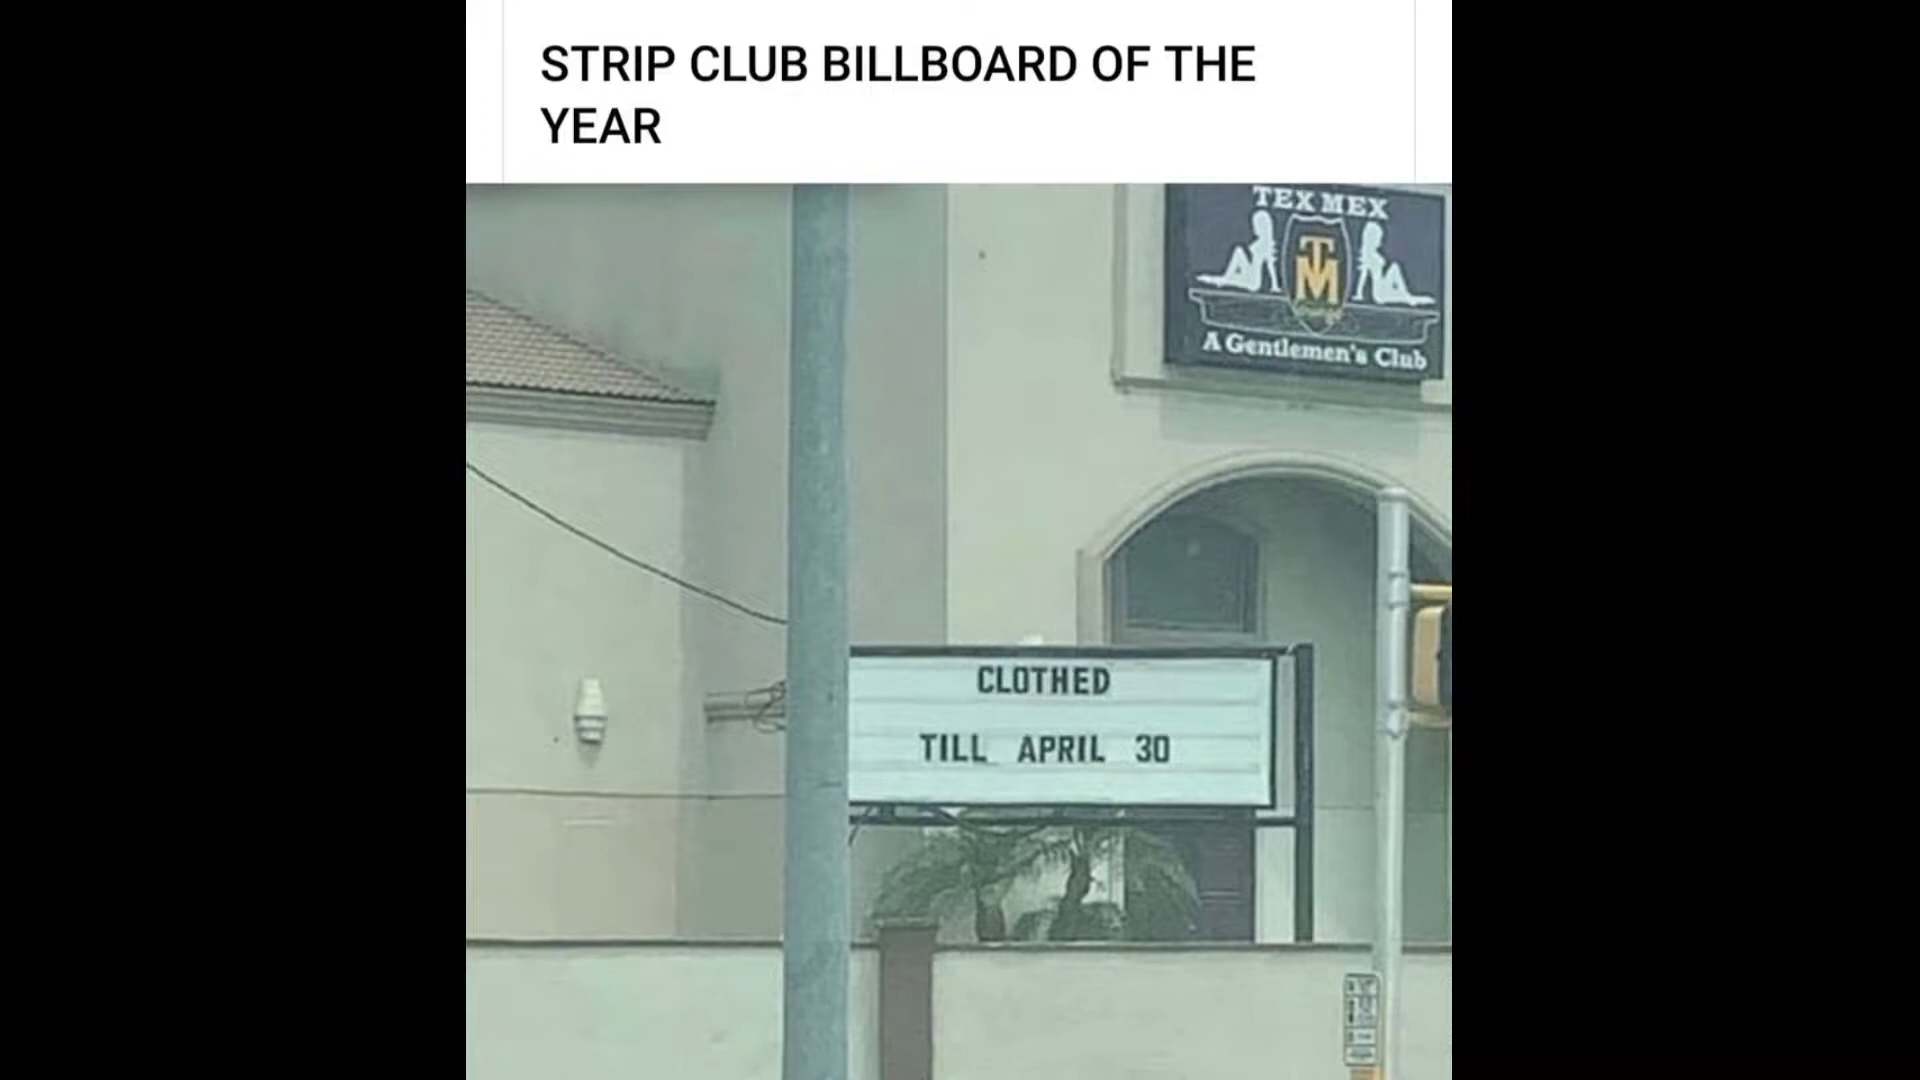 STRIP CLUB BILLBOARD OF THE
YEAR
TEX MEX
TM
A Gentlemen's Club
CLOTHED
TILL APRIL 30